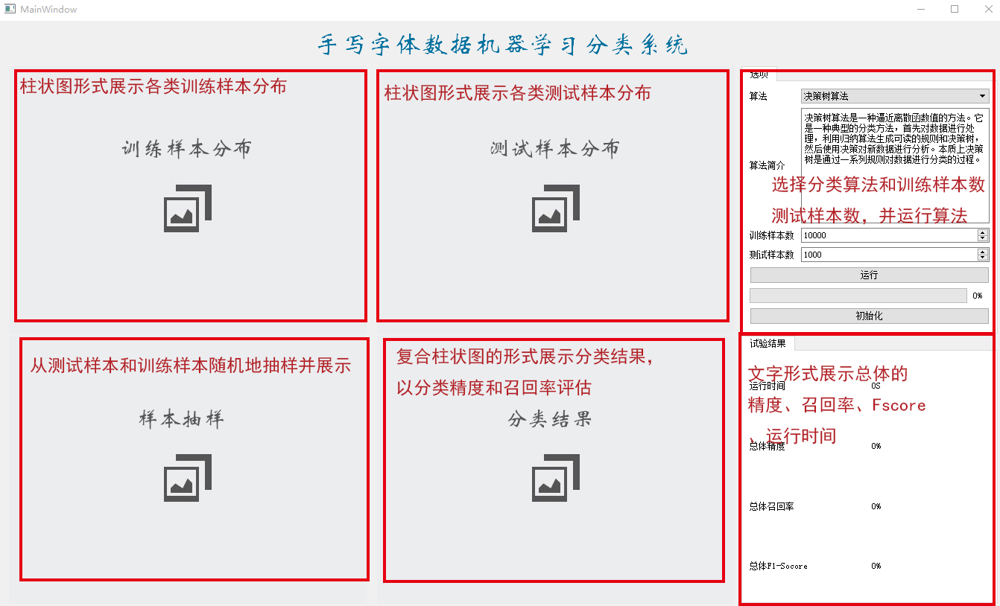 MainWindow
手写字体数据机器学习分类系统
柱状图形式展示各类训练样本分布
训练样本分布
柱状图形式展示各类测试样本分布
测试样本分布
选项
算法
决策树算法
算法简介
决策树算法是一种逼近离散函数值的方法。它
是一种典型的分类方法，首先对数据进行处
理，利用归纳算法生成可读的规则和决策树，
然后使用决策对新数据进行分析。本质上决策
树是通过一系列规则对数据进行分类的过程。
选择分类算法和训练样本数
测试样本数，并运行算法
训练样本数 10000
测试样本数 1000
运行
0%
初始化
从测试样本和训练样本随机地抽样并展示
样本抽样
复合柱状图的形式展示分类结果，
以分类精度和召回率评估
分类结果
试验结果
文字形式展示总体的
运行时间 0S
精度、召回率、Fscore
、运行时间
总体精度 0%
总体召回率 0%
总体F1-Socore 0%